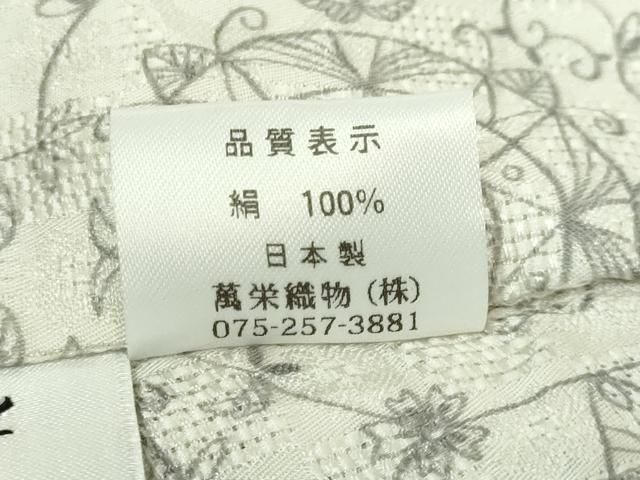 品質表示
絹 100%
日本製
萬栄織物(株)
075-257-3881